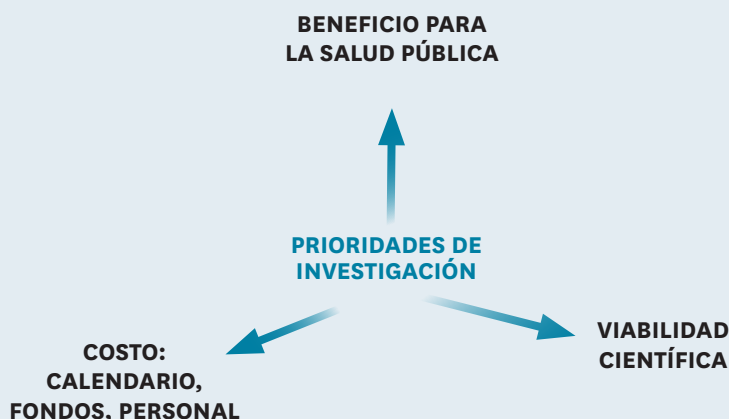 BENEFICIO PARA
LA SALUD PÚBLICA
PRIORIDADES DE
INVESTIGACIÓN
VIABILIDAD
CIENTÍFICA
COSTO:
CALENDARIO,
FONDOS, PERSONAL